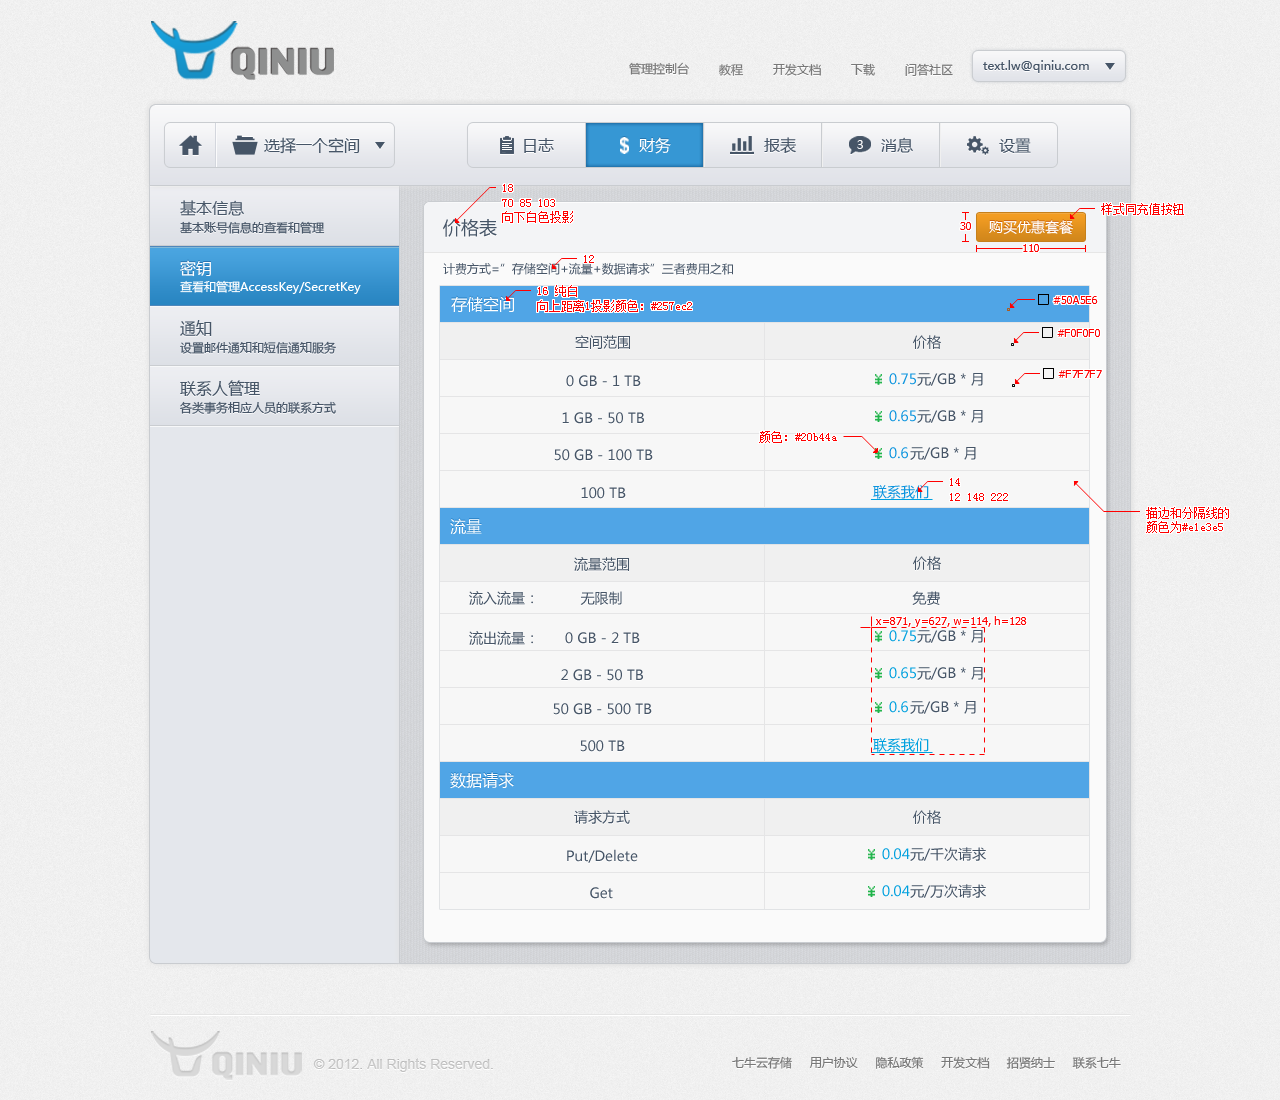 QINIU
管理控制台 教程 开发文档 下载 问答社区 text.lw@qiniu.com
选择一个空间 日志 $ 财务 报表 3 消息 设置
基本信息
基本账号信息的查看和管理
密钥
查看和管理AccessKey/SecretKey
通知
设置邮件通知和短信通知服务
联系人管理
各类事务相应人员的联系方式
18
70 85 103
向下白色投影
价格表
30
购买优惠套餐
110
样式同充值按钮
12
计费方式=”存储空间+流量+数据请求”三者费用之和
16 纯白
向上距离1投影颜色：#257ec2
存储空间
#50A5E6
空间范围 价格
#F0F0F0
0 GB - 1 TB ¥ 0.75元/GB * 月
#F7F7F7
1 GB - 50 TB ¥ 0.65元/GB * 月
颜色：#20b44a
50 GB - 100 TB ¥ 0.6元/GB * 月
100 TB 联系我们
14
12 148 222
描边和分隔线的
颜色为#e1e3e5
流量
流量范围 价格
流入流量： 无限制 免费
x=871, y=627, w=114, h=128
流出流量： 0 GB - 2 TB ¥ 0.75元/GB * 月
2 GB - 50 TB ¥ 0.65元/GB * 月
50 GB - 500 TB ¥ 0.6元/GB * 月
500 TB 联系我们
数据请求
请求方式 价格
Put/Delete ¥ 0.04元/千次请求
Get ¥ 0.04元/万次请求
QINIU © 2012. All Rights Reserved.
七牛云存储 用户协议 隐私政策 开发文档 招贤纳士 联系七牛